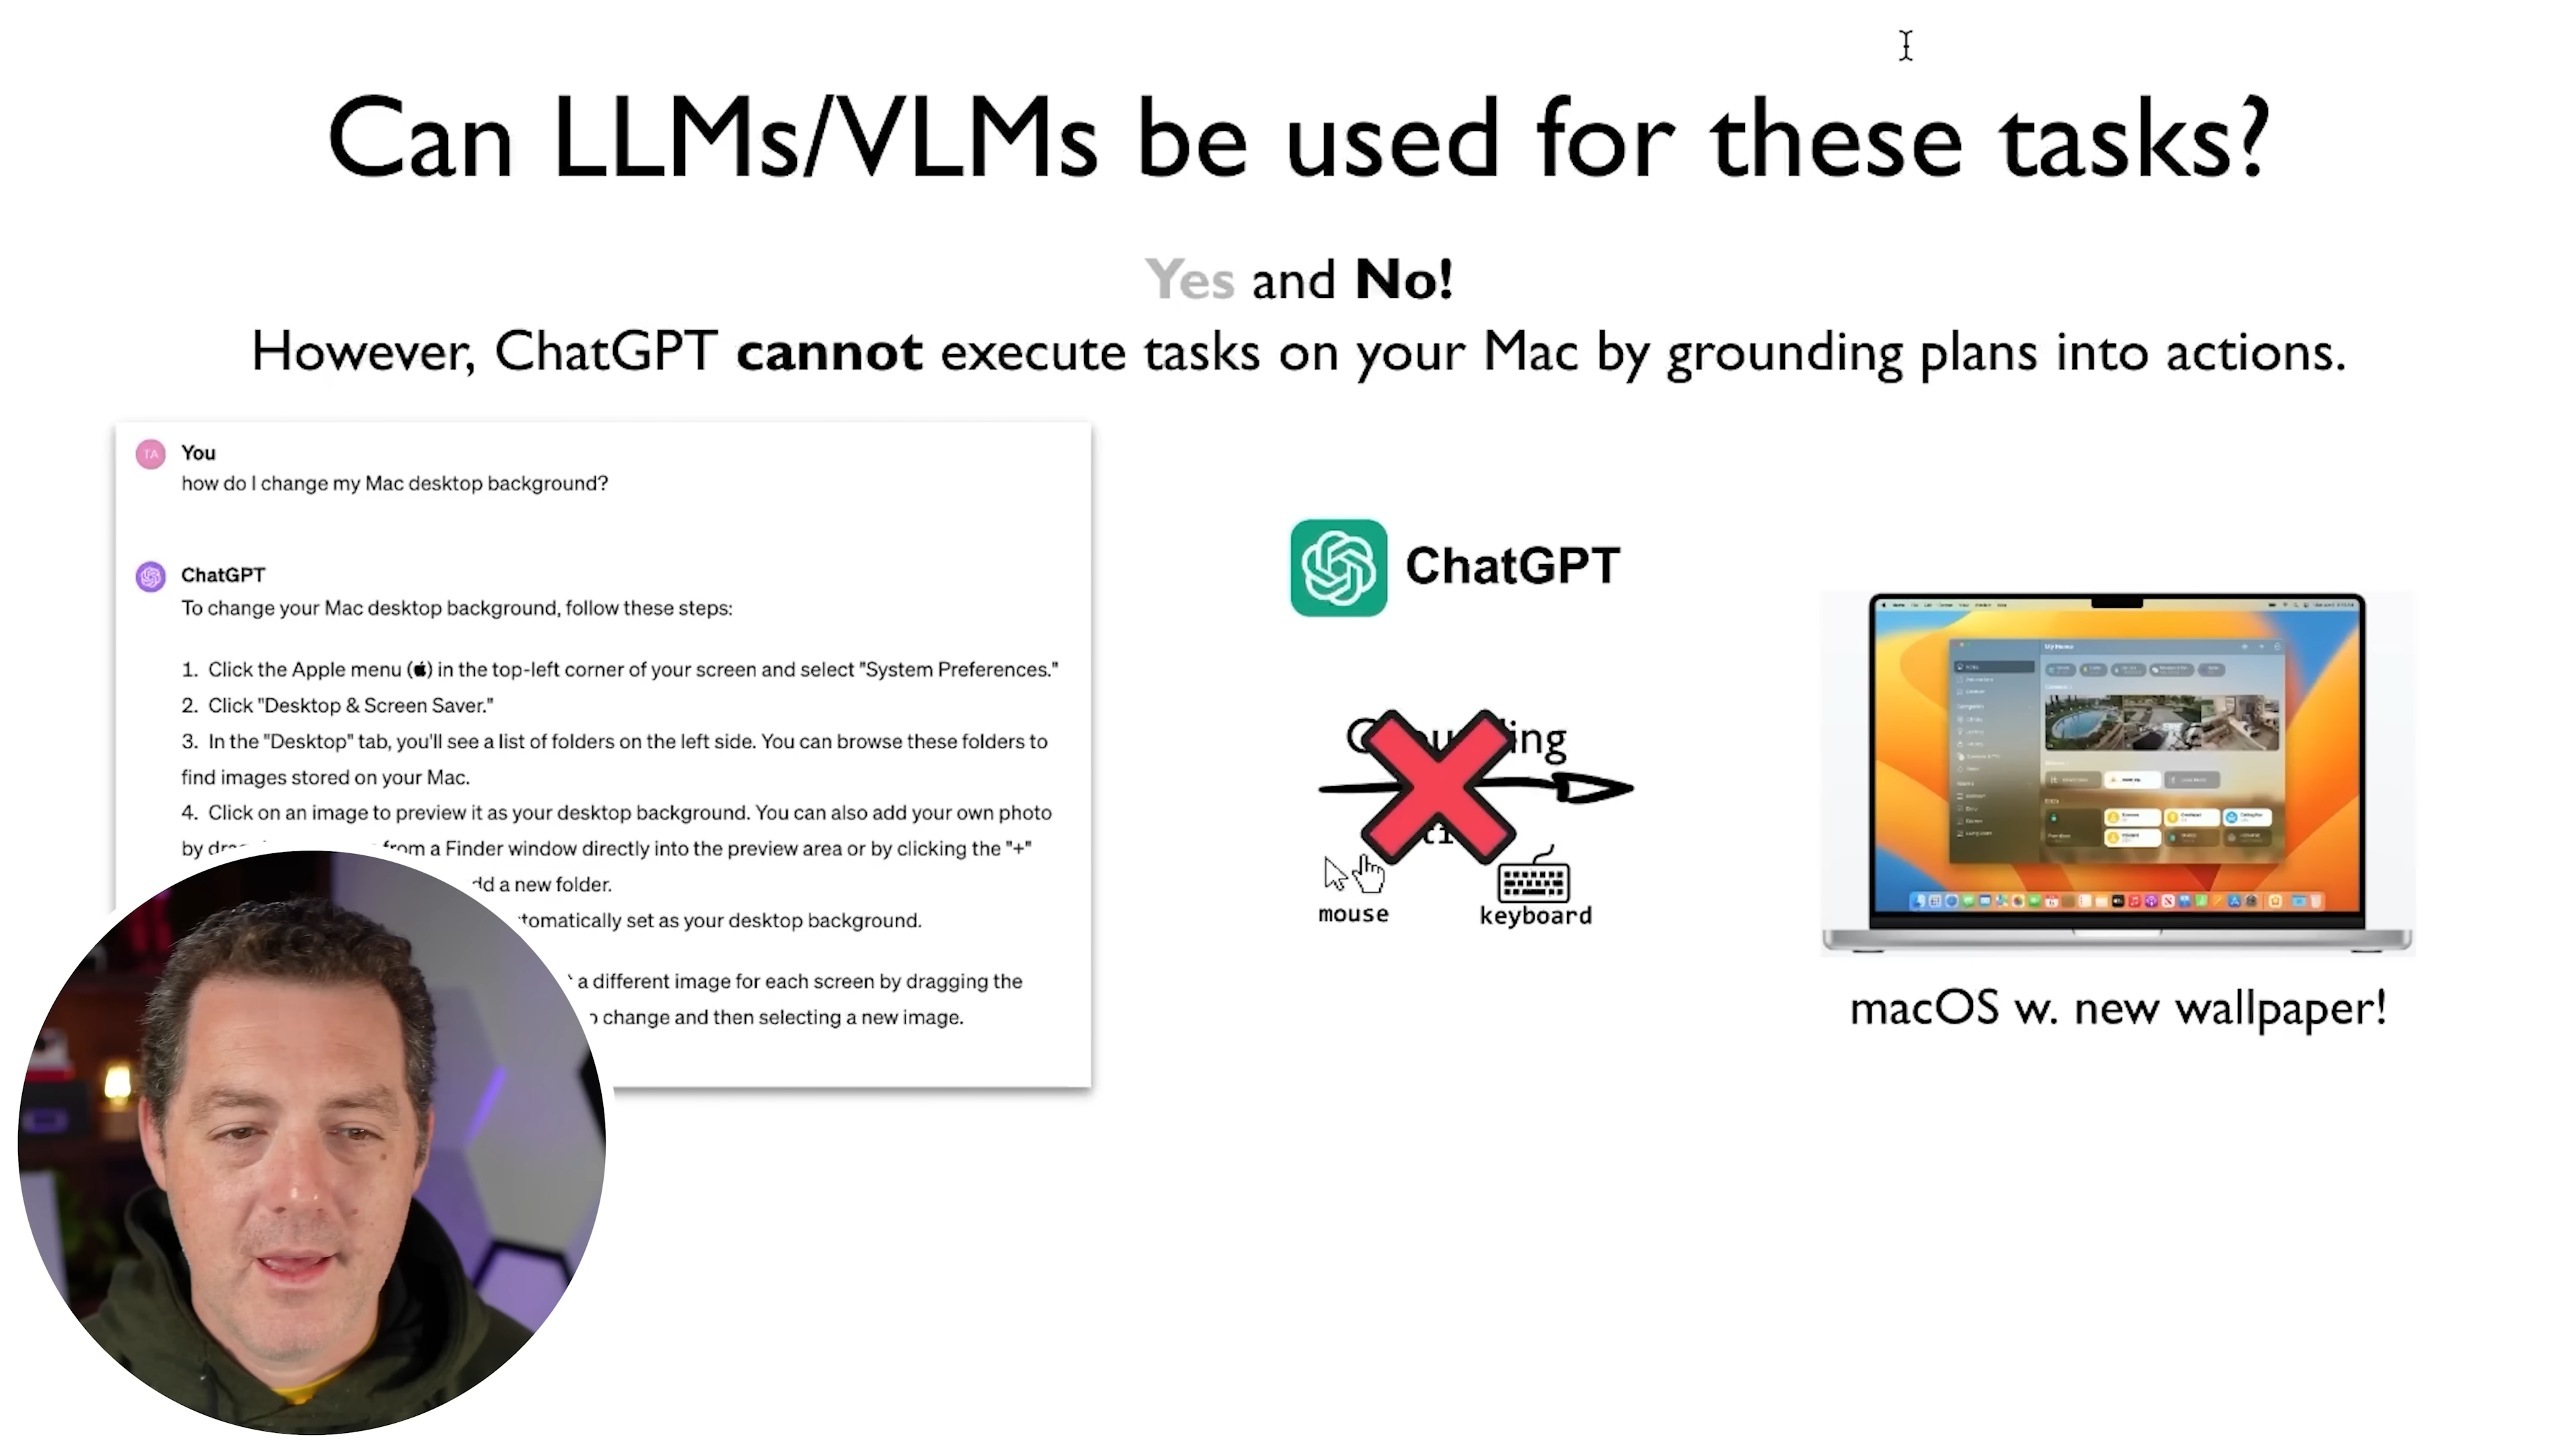 Can LLMs/VLMs be used for these tasks?
Yes and No!
However, ChatGPT cannot execute tasks on your Mac by grounding plans into actions.
TA
You
how do I change my Mac desktop background?
ChatGPT
To change your Mac desktop background, follow these steps:
1. Click the Apple menu () in the top-left corner of your screen and select "System Preferences."
2. Click "Desktop & Screen Saver."
3. In the "Desktop" tab, you'll see a list of folders on the left side. You can browse these folders to
find images stored on your Mac.
4. Click on an image to preview it as your desktop background. You can also add your own photo
by from a Finder window directly into the preview area or by clicking the "+"
a new folder.
set as your desktop background.
a different image for each screen by dragging the
change and then selecting a new image.
ChatGPT
mouse
keyboard
My Home
macOS w. new wallpaper!